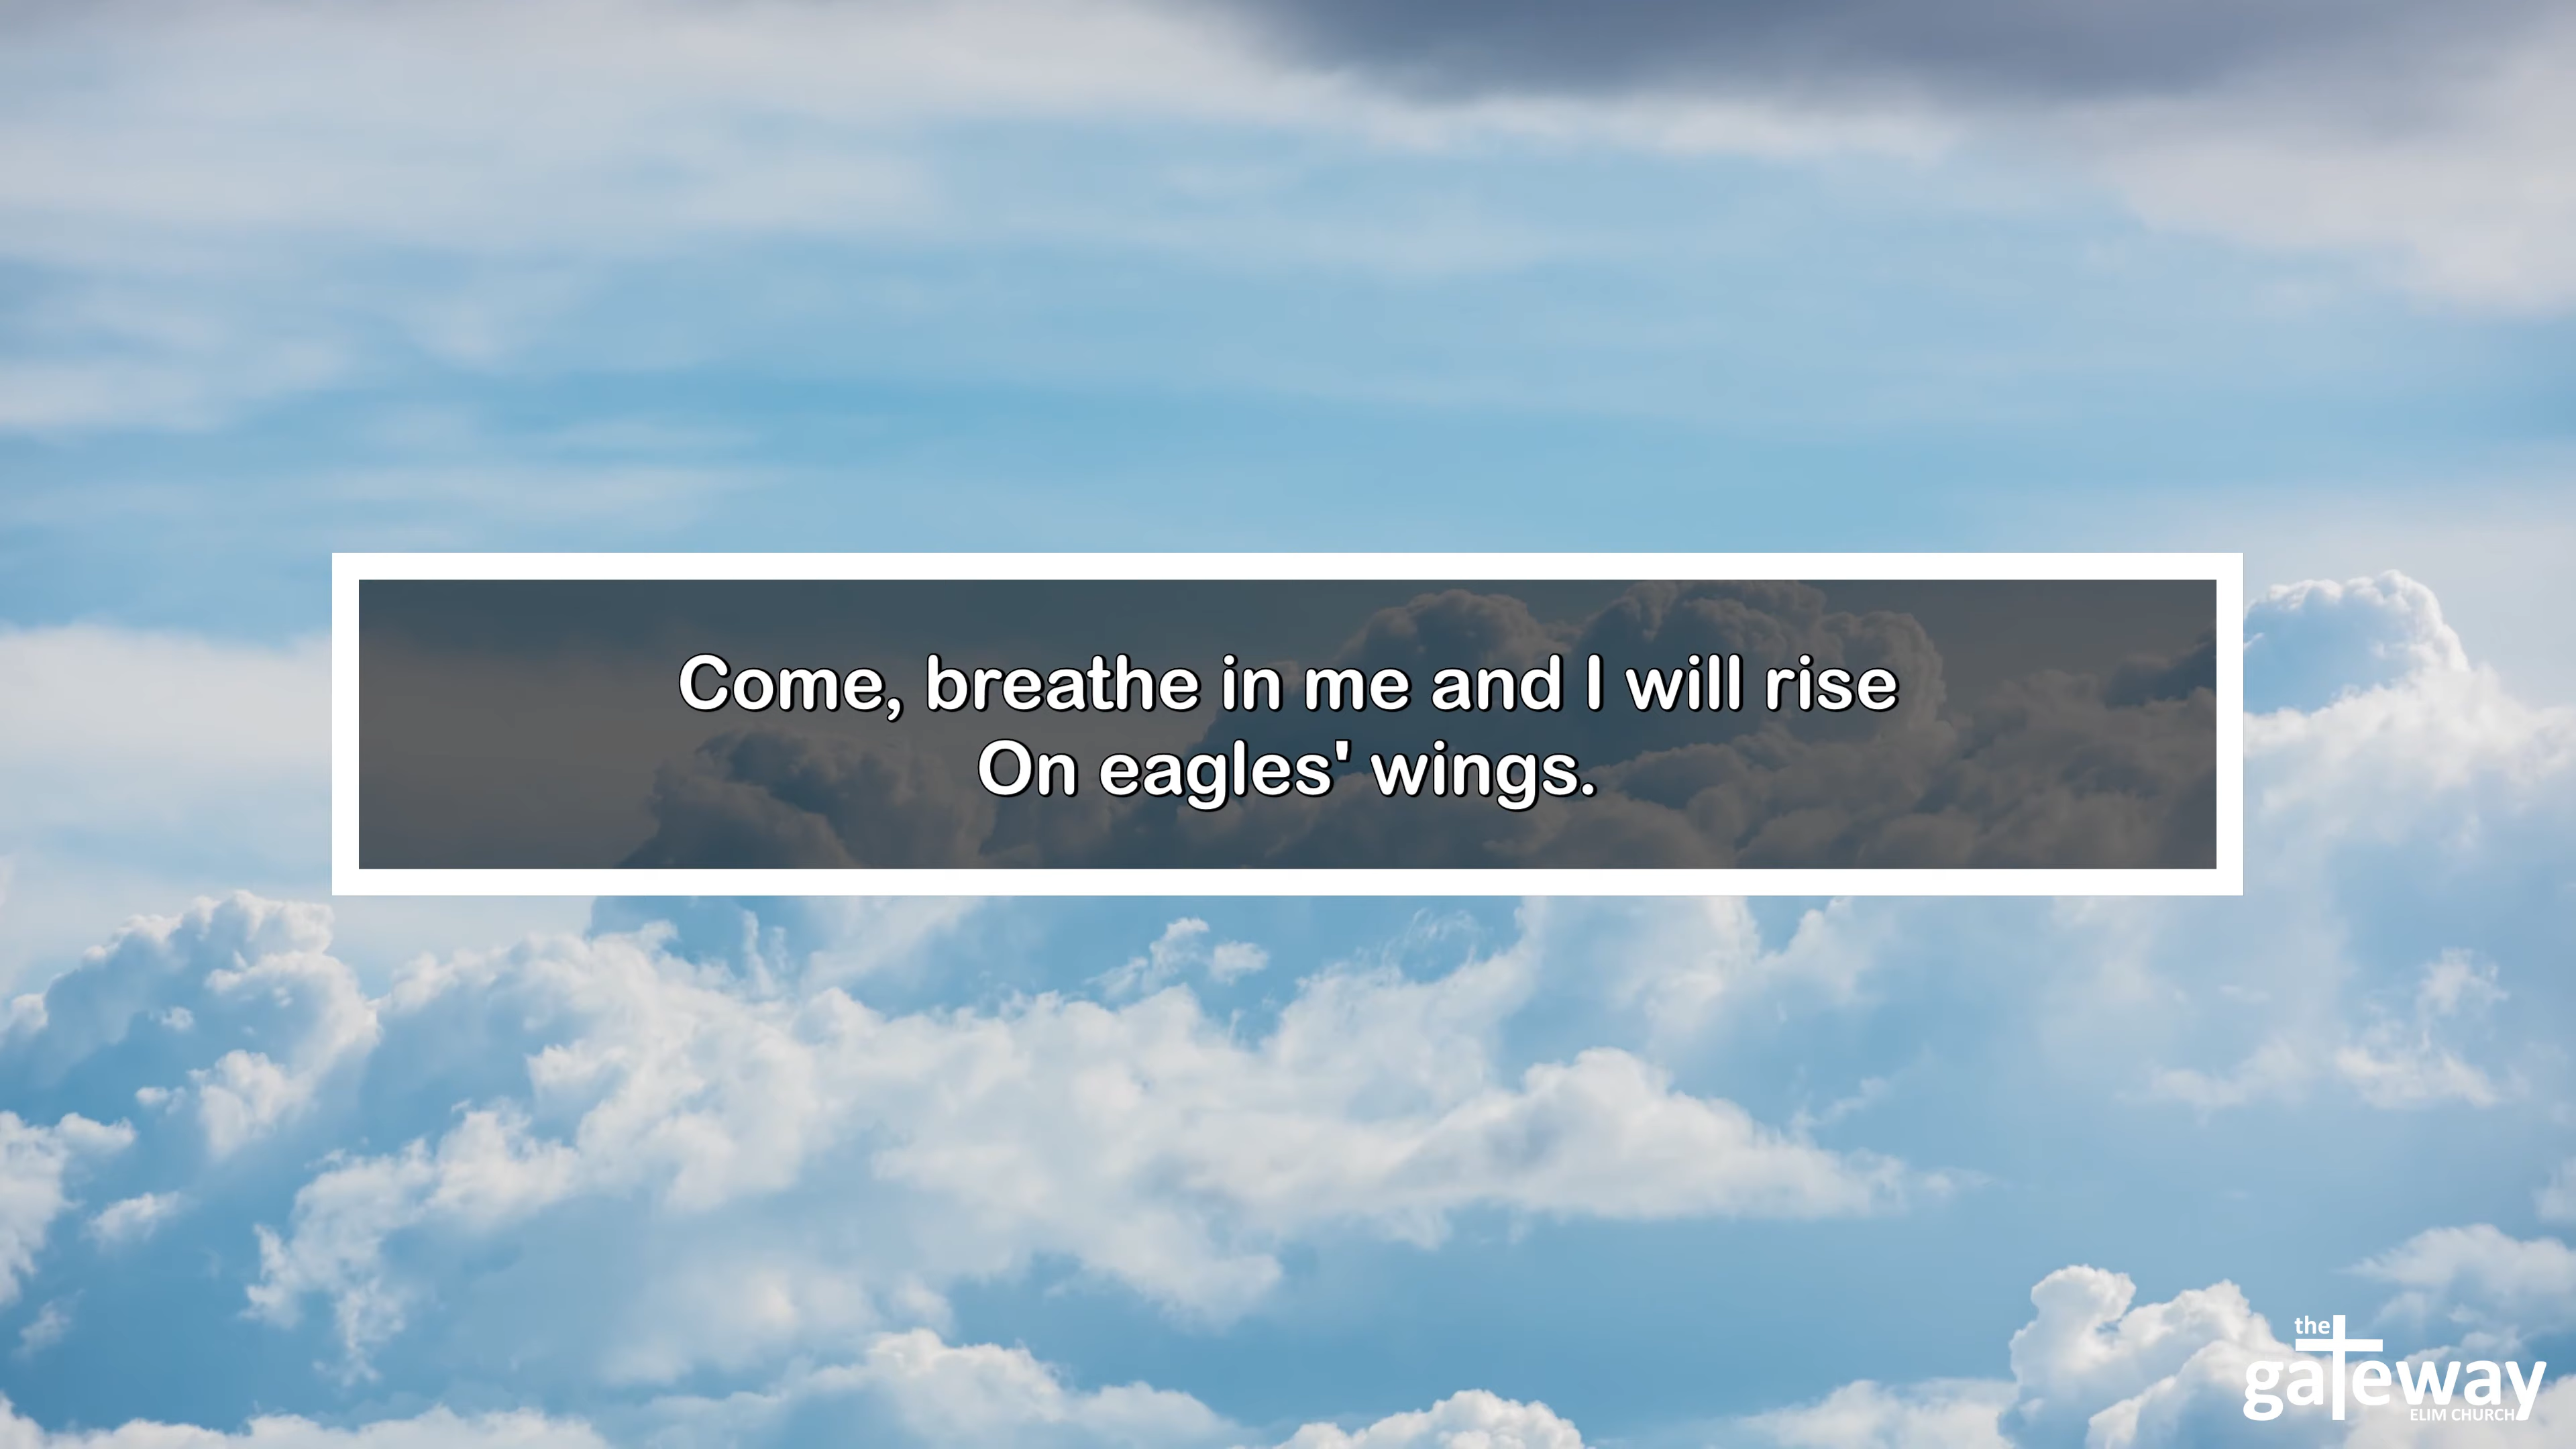 Come, breathe in me and I will rise
On eagles' wings.
the
gateway
ELIM CHURCH